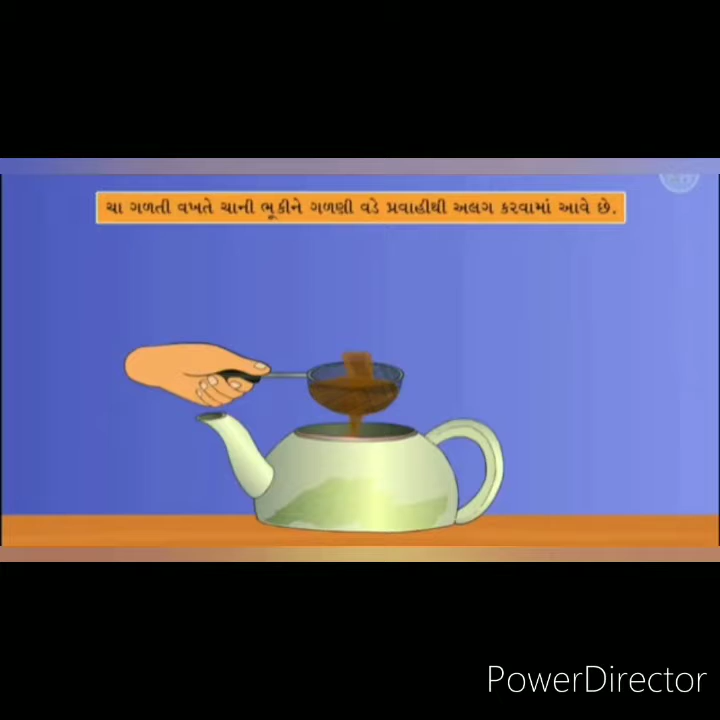 ચા ગળતી વખતે ચાની ભૂકીને ગળણી વડે પ્રવાહીથી અલગ કરવામાં આવે છે.
PowerDirector